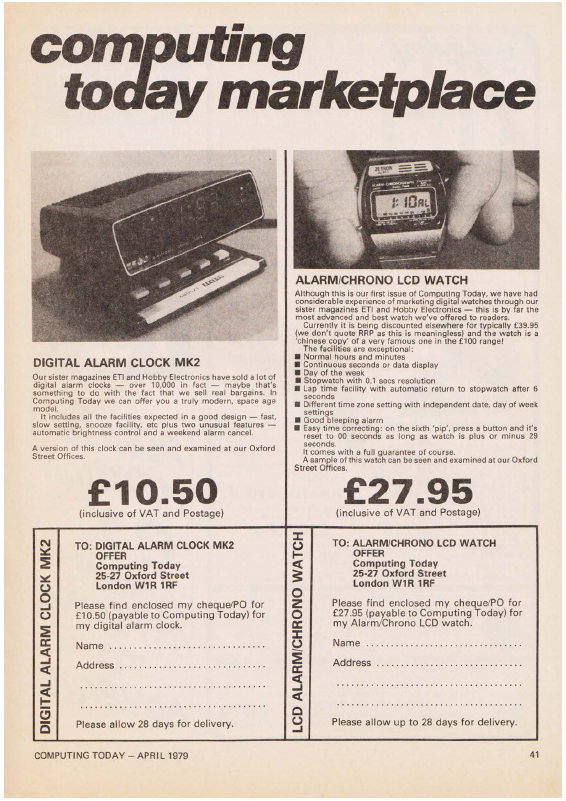 computing
today marketplace
DIGITAL ALARM CLOCK MK2
Our sister magazines ETI and Hobby Electronics have sold a lot of
digital alarm clocks — over 10,000 in fact — maybe that's
something to do with the fact that we sell real bargains. In
Computing Today we can offer you a truly modern, space age
model.
It includes all the facilities expected in a good design — fast,
slow setting, snooze facility, etc plus two unusual features —
automatic brightness control and a weekend alarm cancel.
A version of this clock can be seen and examined at our Oxford
Street Offices.
£10.50
(inclusive of VAT and Postage)
ALARM-CHRONOGRAPH
1:10 AL
ALARM/CHRONO LCD WATCH
Although this is our first issue of Computing Today, we have had
considerable experience of marketing digital watches through our
sister magazines ETI and Hobby Electronics — this is by far the
most advanced and best watch we've offered to readers.
Currently it is being discounted elsewhere for typically £39.95
(we don't quote RRP as this is meaningless) and the watch is a
'chinese copy' of a very famous one in the £100 range!
The facilities are exceptional:
■ Normal hours and minutes
■ Continuous seconds or data display
■ Day of the week
■ Stopwatch with 0.1 secs resolution
■ Lap time facility with automatic return to stopwatch after 6
seconds
■ Different time zone setting with independent date, day of week
settings
■ Good bleeping alarm
■ Easy time correcting: on the sixth 'pip', press a button and it's
reset to 00 seconds as long as watch is plus or minus 29
seconds.
It comes with a full guarantee of course.
A sample of this watch can be seen and examined at our Oxford
Street Offices.
£27.95
(inclusive of VAT and Postage)
DIGITAL ALARM CLOCK MK2
TO: DIGITAL ALARM CLOCK MK2
OFFER
Computing Today
25-27 Oxford Street
London W1R 1RF
Please find enclosed my cheque/PO for
£10.50 (payable to Computing Today) for
my digital alarm clock.
Name
Address
Please allow 28 days for delivery.
LCD ALARM/CHRONO WATCH
TO: ALARM/CHRONO LCD WATCH
OFFER
Computing Today
25-27 Oxford Street
London W1R 1RF
Please find enclosed my cheque/PO for
£27.95 (payable to Computing Today) for
my Alarm/Chrono LCD watch.
Name
Address
Please allow up to 28 days for delivery.
COMPUTING TODAY — APRIL 1979
41